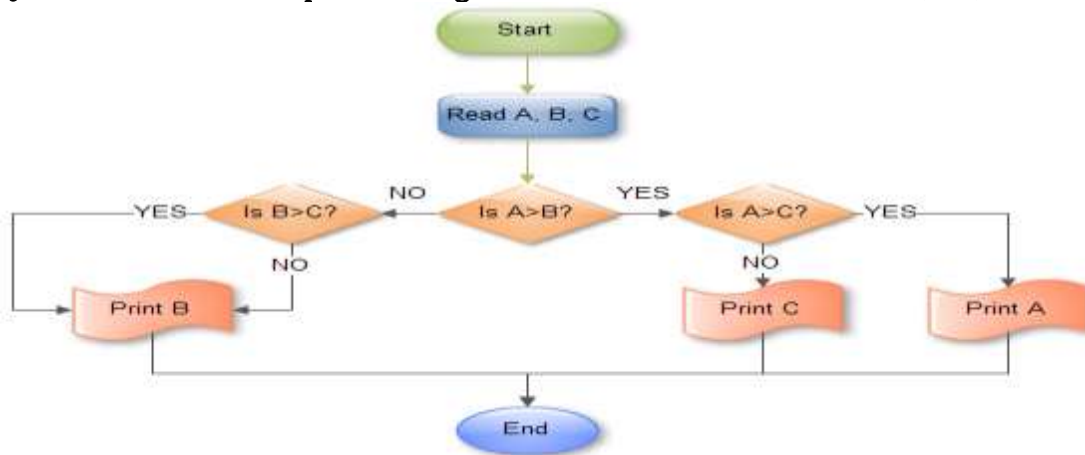 Start
Read A, B, C
NO
YES
YES
Is B>C?
Is A>B?
Is A>C?
YES
NO
NO
Print B
Print C
Print A
End